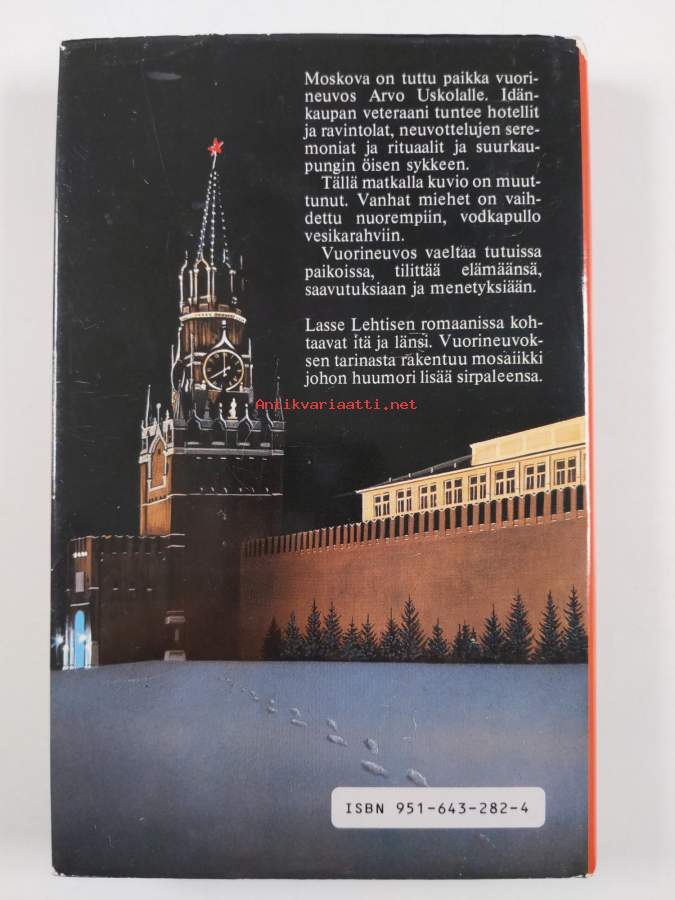 Moskova on tuttu paikka vuori-
neuvos Arvo Uskolalle. Idän-
kaupan veteraani tuntee hotellit
ja ravintolat, neuvottelujen sere-
moniat ja rituaalit ja suurkau-
pungin öisen sykkeen.
Tällä matkalla kuvio on muut-
tunut. Vanhat miehet on vaih-
dettu nuorempiin, vodkapullo
vesikarahviin.
Vuorineuvos vaeltaa tutuissa
paikoissa, tilittää elämäänsä,
saavutuksiaan ja menetyksiään.
Lasse Lehtisen romaanissa koh-
taavat itä ja länsi. Vuorineuvok-
sen tarinasta rakentuu mosaiikki
johon huumori lisää sirpaleensa.
Antikvariaatti.net
ISBN 951-643-282-4